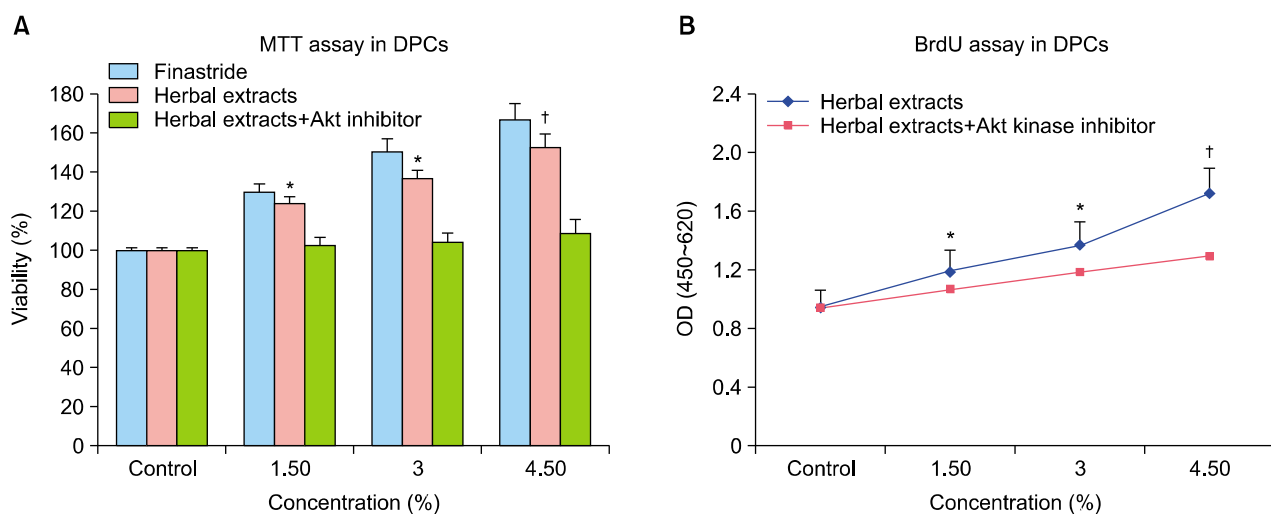 A
MTT assay in DPCs
Finastride
Herbal extracts
Herbal extracts+Akt inhibitor
Viability (%)
180
160
140
120
100
80
60
40
20
0
*
*
†
Control
1.50
3
4.50
Concentration (%)
B
BrdU assay in DPCs
Herbal extracts
Herbal extracts+Akt kinase inhibitor
OD (450~620)
2.4
2.0
1.6
1.2
0.8
0.4
0
*
*
†
Control
1.50
3
4.50
Concentration (%)